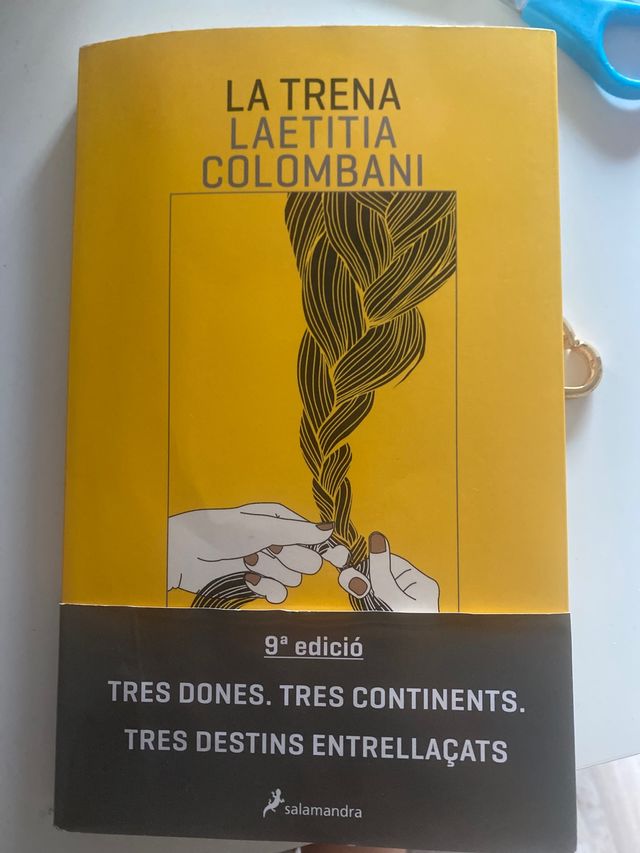 LA TRENA
LAETITIA
COLOMBANI
9ª edició
TRES DONES. TRES CONTINENTS.
TRES DESTINS ENTRELLAÇATS
salamandra